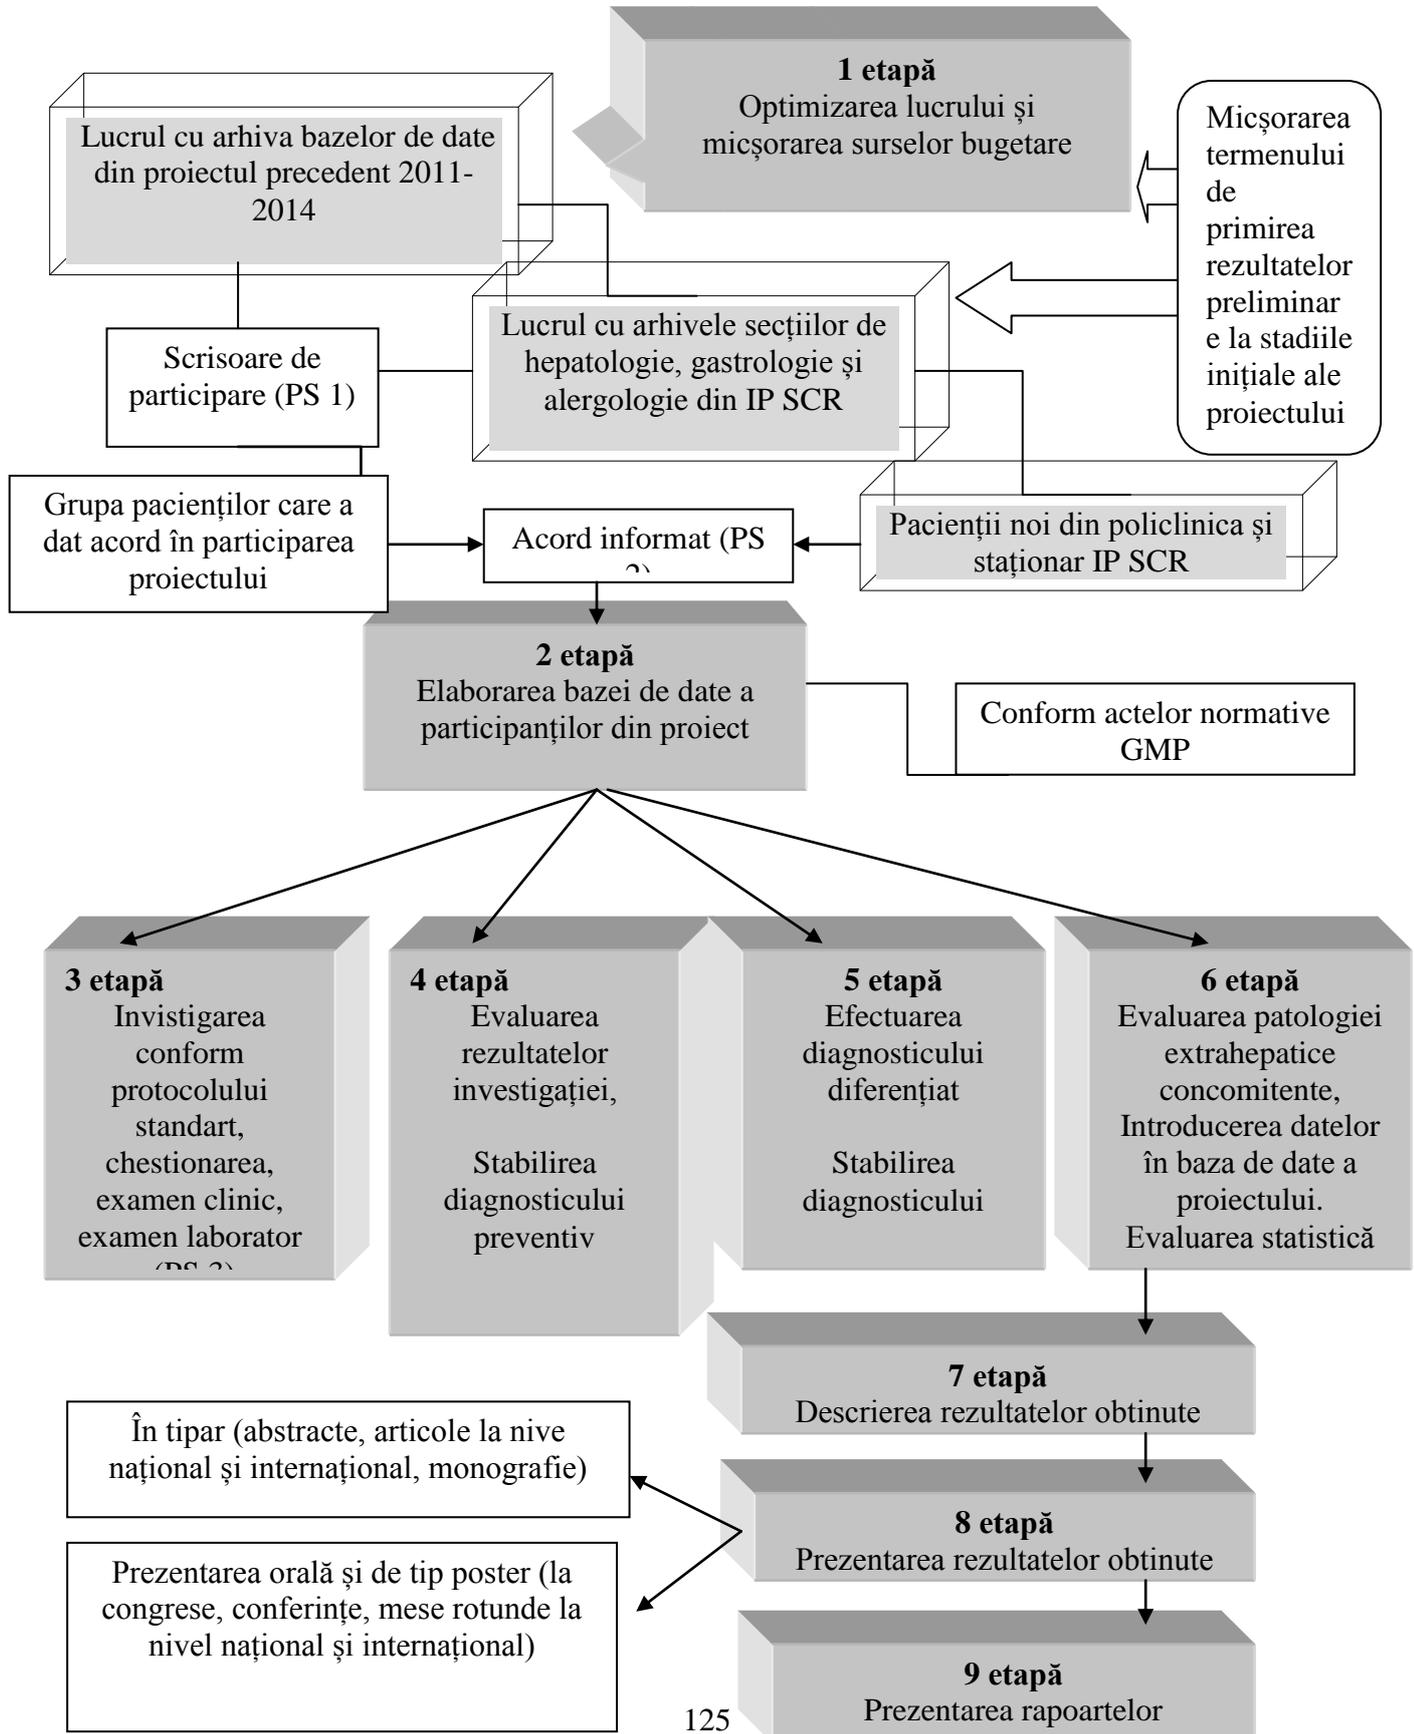 1 etapă
Optimizarea lucrului și
micșorarea surselor bugetare
Lucrul cu arhiva bazelor de date
din proiectul precedent 2011-
2014
Micșorarea
termenului
de
primirea
rezultatelor
preliminar
e la stadiile
inițiale ale
proiectului
Lucrul cu arhivele secțiilor de
hepatologie, gastrologie și
alergologie din IP SCR
Scrisoare de
participare (PS 1)
Grupa pacienților care a
dat acord în participarea
proiectului
Acord informat (PS
2)
Pacienții noi din policlinica și
staționar IP SCR
2 etapă
Elaborarea bazei de date a
participanților din proiect
Conform actelor normative
GMP
3 etapă
Invistigarea
conform
protocolului
standart,
chestionarea,
examen clinic,
examen laborator
(PS 3)
4 etapă
Evaluarea
rezultatelor
investigației,
Stabilirea
diagnosticului
preventiv
5 etapă
Efectuarea
diagnosticului
diferențiat
Stabilirea
diagnosticului
6 etapă
Evaluarea patologiei
extrahepatice
concomitente,
Introducerea datelor
în baza de date a
proiectului.
Evaluarea statistică
7 etapă
Descrierea rezultatelor obtinute
În tipar (abstracte, articole la nive
național și internațional, monografie)
8 etapă
Prezentarea rezultatelor obtinute
Prezentarea orală și de tip poster (la
congrese, conferințe, mese rotunde la
nivel național și internațional)
9 etapă
Prezentarea rapoartelor
125